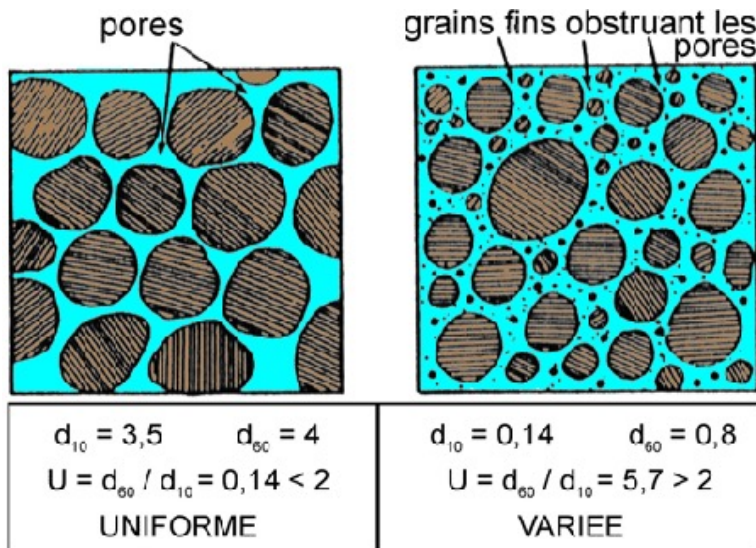 pores
grains fins obstruant les
pores
d₁₀ = 3,5 d₆₀ = 4
U = d₆₀ / d₁₀ = 0,14 < 2
UNIFORME
d₁₀ = 0,14 d₆₀ = 0,8
U = d₆₀ / d₁₀ = 5,7 > 2
VARIEE